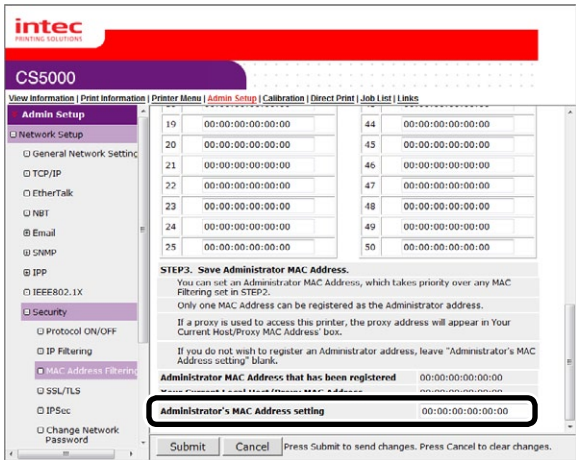 intec
PRINTING SOLUTIONS
CS5000
View Information | Print Information | Printer Menu | Admin Setup | Calibration | Direct Print | Job List | Links
Admin Setup
Network Setup
General Network Setting
TCP/IP
EtherTalk
NBT
Email
SNMP
IPP
IEEE802.1X
Security
Protocol ON/OFF
IP Filtering
MAC Address Filtering
SSL/TLS
IPSec
Change Network
Password
19 00:00:00:00:00:00 44 00:00:00:00:00:00
20 00:00:00:00:00:00 45 00:00:00:00:00:00
21 00:00:00:00:00:00 46 00:00:00:00:00:00
22 00:00:00:00:00:00 47 00:00:00:00:00:00
23 00:00:00:00:00:00 48 00:00:00:00:00:00
24 00:00:00:00:00:00 49 00:00:00:00:00:00
25 00:00:00:00:00:00 50 00:00:00:00:00:00
STEP3. Save Administrator MAC Address.
You can set an Administrator MAC Address, which takes priority over any MAC
Filtering set in STEP2.
Only one MAC Address can be registered as the Administrator address.
If a proxy is used to access this printer, the proxy address will appear in Your
Current Host/Proxy MAC Address' box.
If you do not wish to register an Administrator address, leave "Administrator's MAC
Address setting" blank.
Administrator MAC Address that has been registered 00:00:00:00:00:00
Your Current Local Host/Proxy MAC Address 00:00:00:00:00:00
Administrator's MAC Address setting 00:00:00:00:00:00
Submit Cancel Press Submit to send changes. Press Cancel to clear changes.